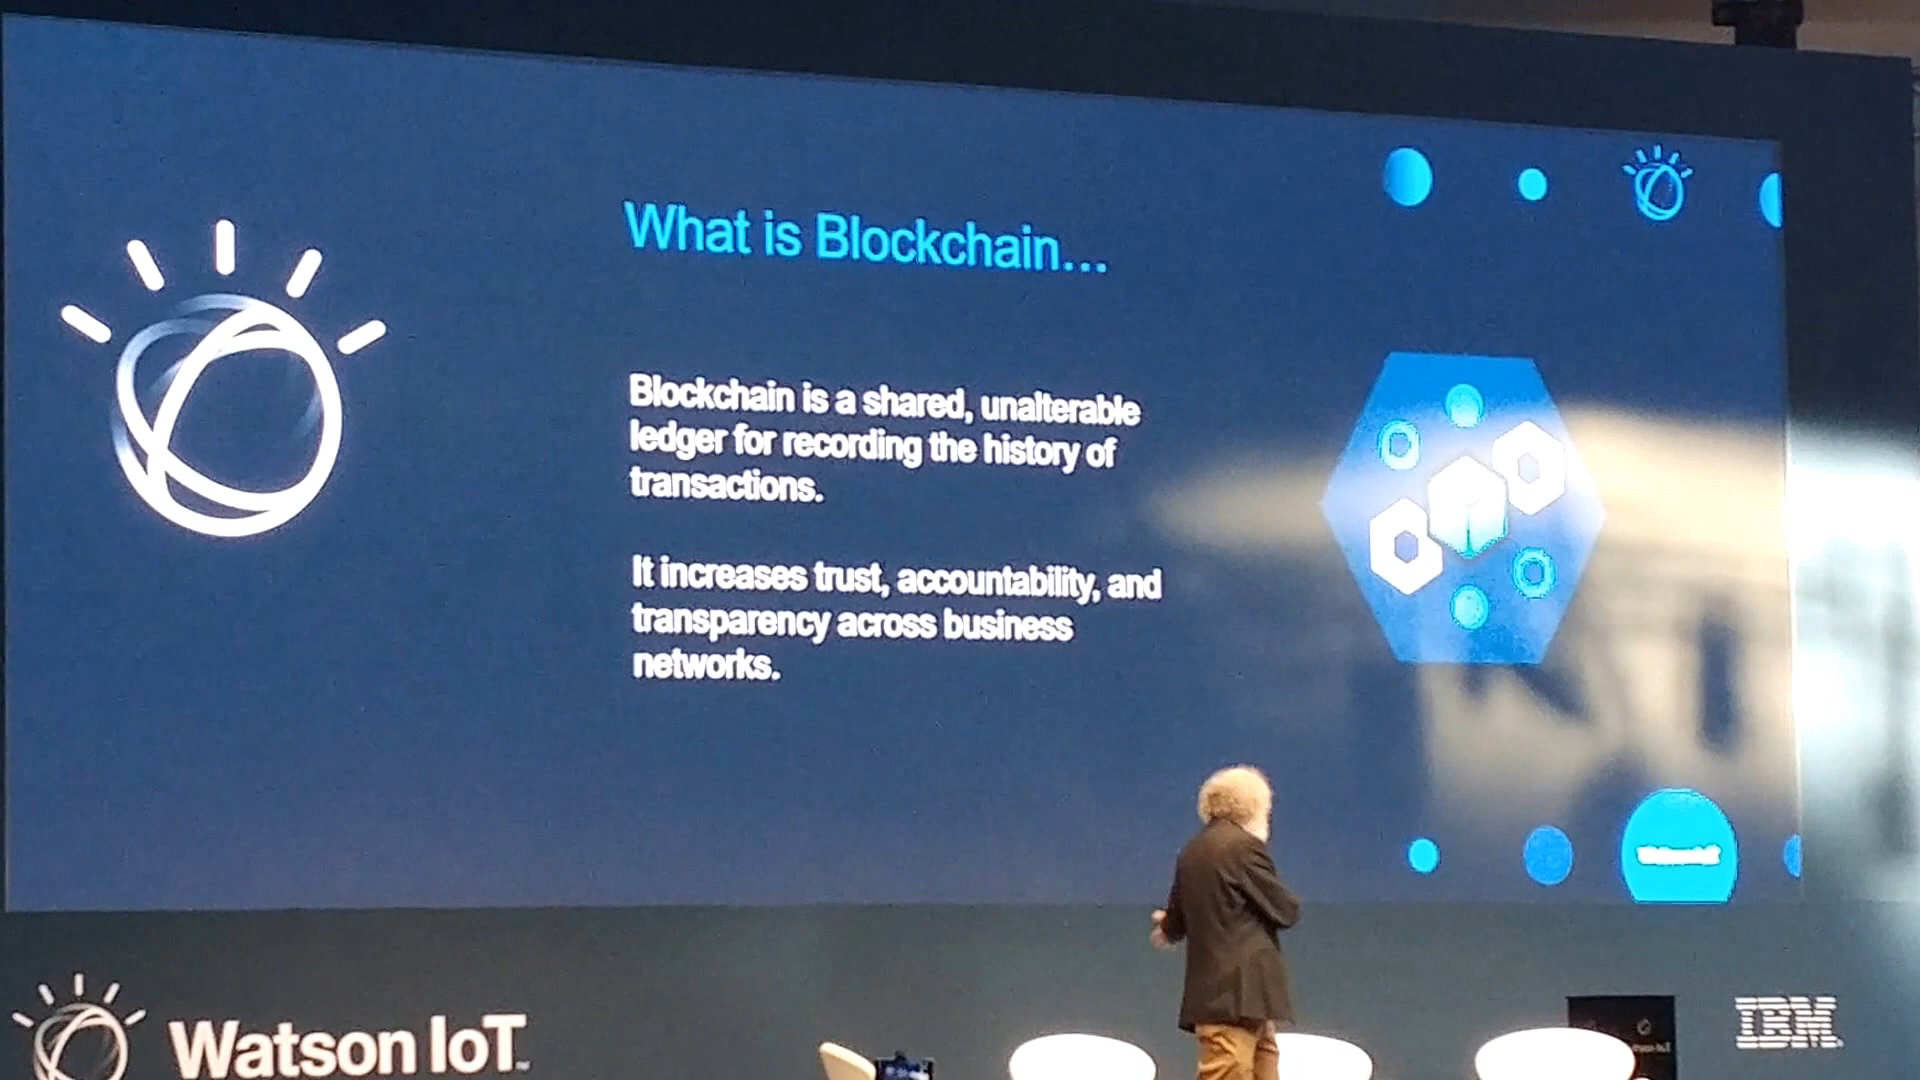 What is Blockchain...
Blockchain is a shared, unalterable
ledger for recording the history of
transactions.
It increases trust, accountability, and
transparency across business
networks.
Watson IoT™
IBM®